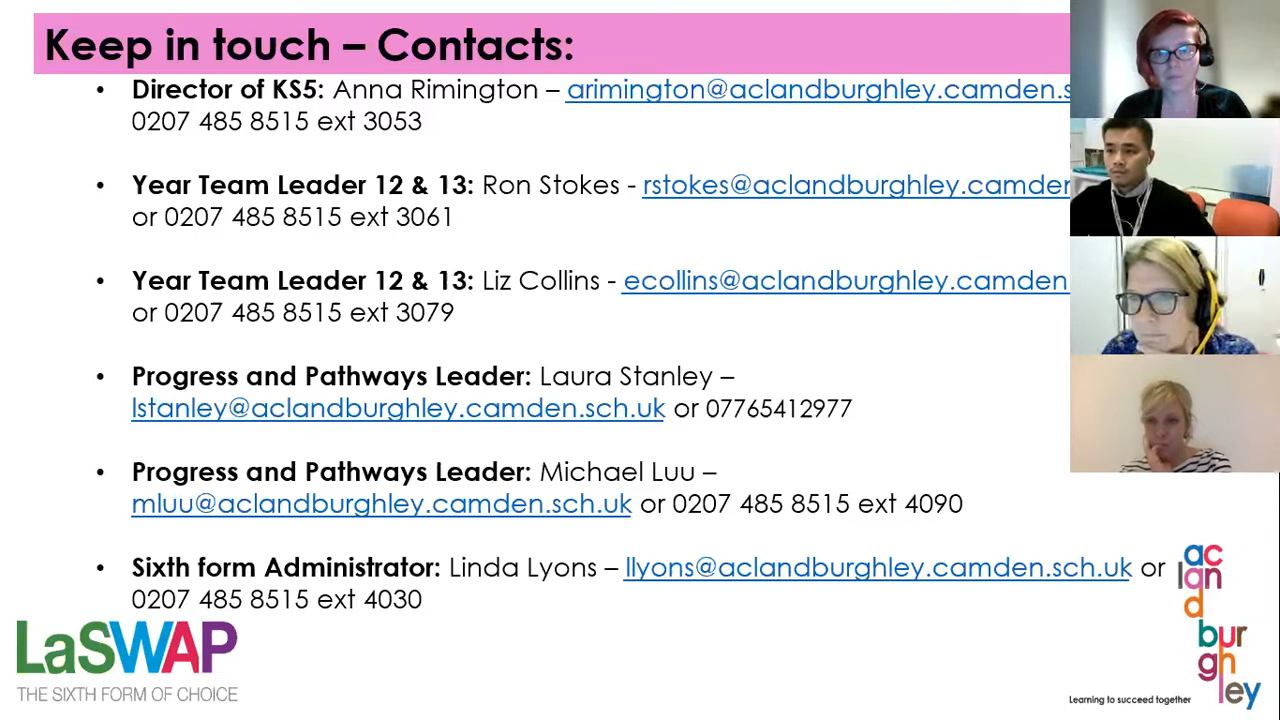 Keep in touch – Contacts:
• Director of KS5: Anna Rimington – arimington@aclandburghley.camden.s
0207 485 8515 ext 3053
• Year Team Leader 12 & 13: Ron Stokes - rstokes@aclandburghley.camden
or 0207 485 8515 ext 3061
• Year Team Leader 12 & 13: Liz Collins - ecollins@aclandburghley.camden.
or 0207 485 8515 ext 3079
• Progress and Pathways Leader: Laura Stanley –
lstanley@aclandburghley.camden.sch.uk or 07765412977
• Progress and Pathways Leader: Michael Luu –
mluu@aclandburghley.camden.sch.uk or 0207 485 8515 ext 4090
• Sixth form Administrator: Linda Lyons – llyons@aclandburghley.camden.sch.uk or
0207 485 8515 ext 4030
LaSWAP
THE SIXTH FORM OF CHOICE
ac
lan
d
bur
gh
ley
Learning to succeed together